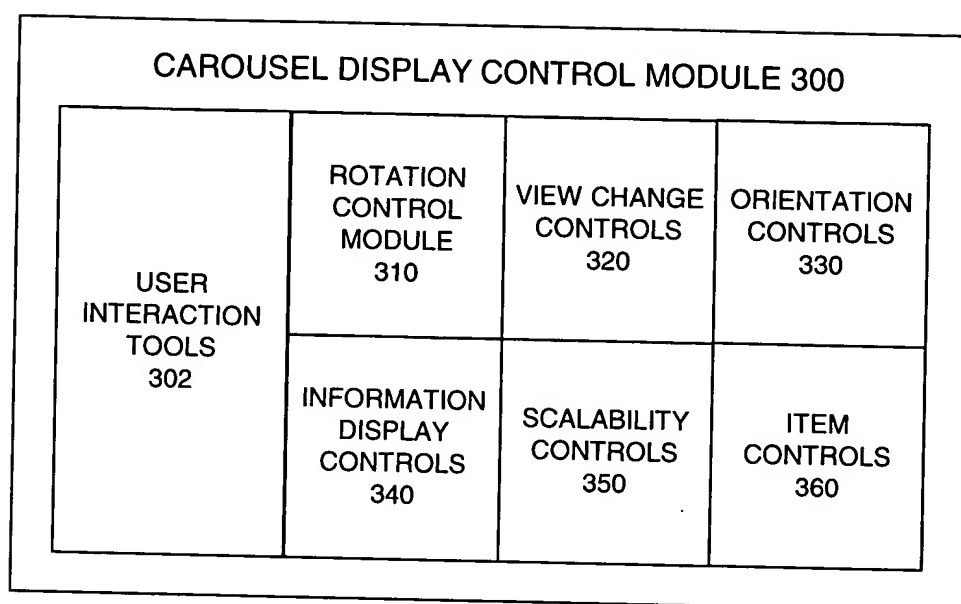 CAROUSEL DISPLAY CONTROL MODULE 300
USER
INTERACTION
TOOLS
302
ROTATION
CONTROL
MODULE
310
VIEW CHANGE
CONTROLS
320
ORIENTATION
CONTROLS
330
INFORMATION
DISPLAY
CONTROLS
340
SCALABILITY
CONTROLS
350
ITEM
CONTROLS
360